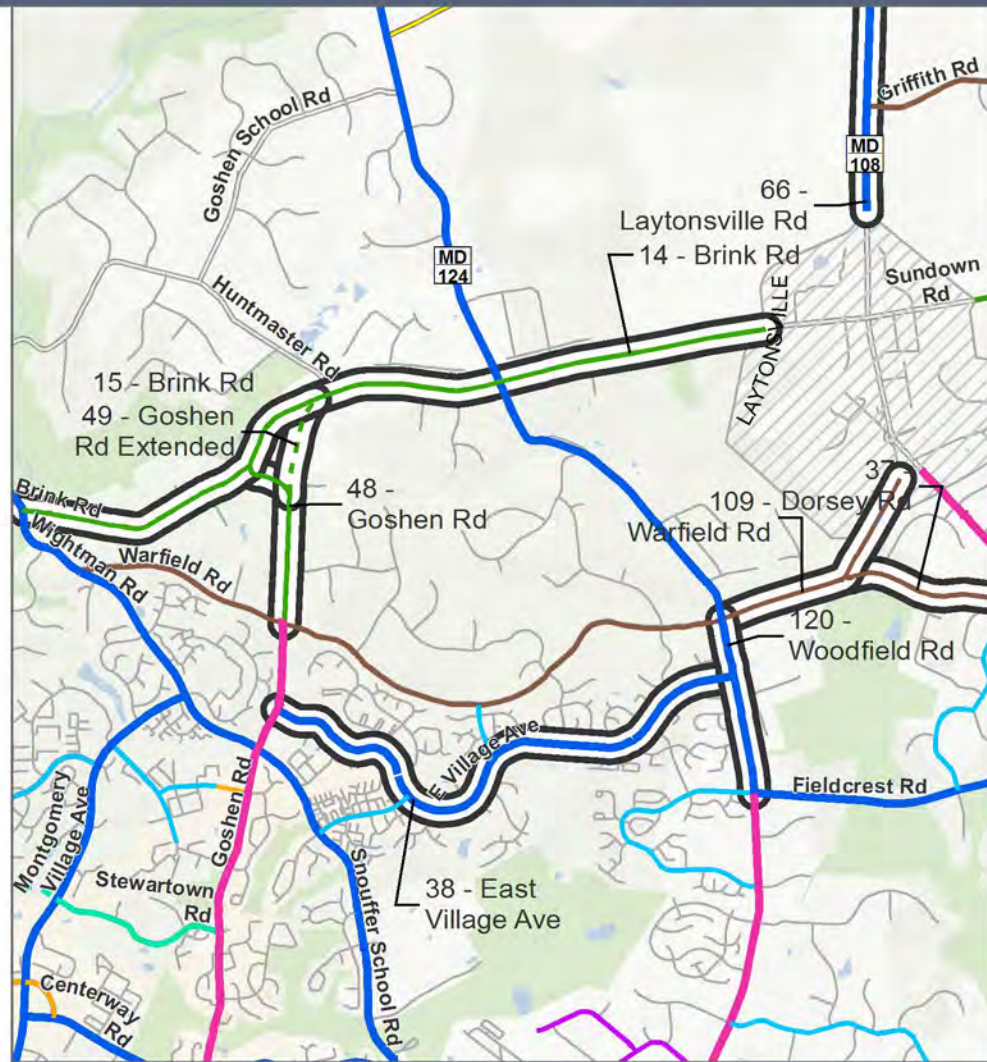 Griffith Rd
MD
108
Goshen School Rd
66 -
Laytonsville Rd
14 - Brink Rd
MD
124
Sundown
Rd
Huntmaster Rd
LAYTONSVILLE
15 - Brink Rd
49 - Goshen
Rd Extended
37 -
48 -
Goshen Rd
109 - Dorsey Rd
Warfield Rd
Brink Rd
Wightman Rd
Warfield Rd
120 -
Woodfield Rd
E Village Ave
Fieldcrest Rd
Montgomery
Village Ave
Goshen Rd
Stewartown
Rd
38 - East
Village Ave
Snouffer School Rd
Centerway
Rd